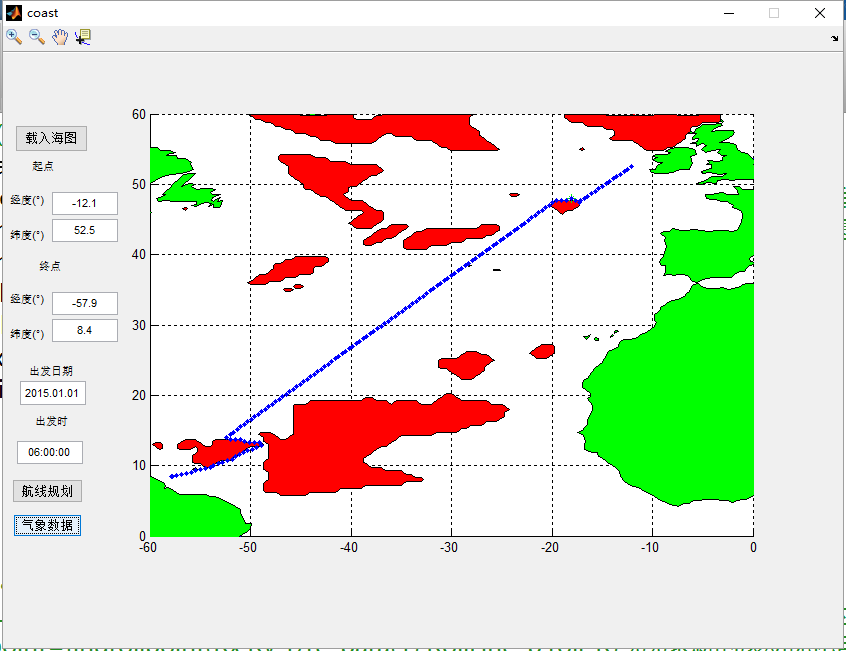 coast
载入海图
起点
经度(°) -12.1
纬度(°) 52.5
终点
经度(°) -57.9
纬度(°) 8.4
出发日期
2015.01.01
出发时
06:00:00
航线规划
气象数据
60
50
40
30
20
10
0
-60 -50 -40 -30 -20 -10 0